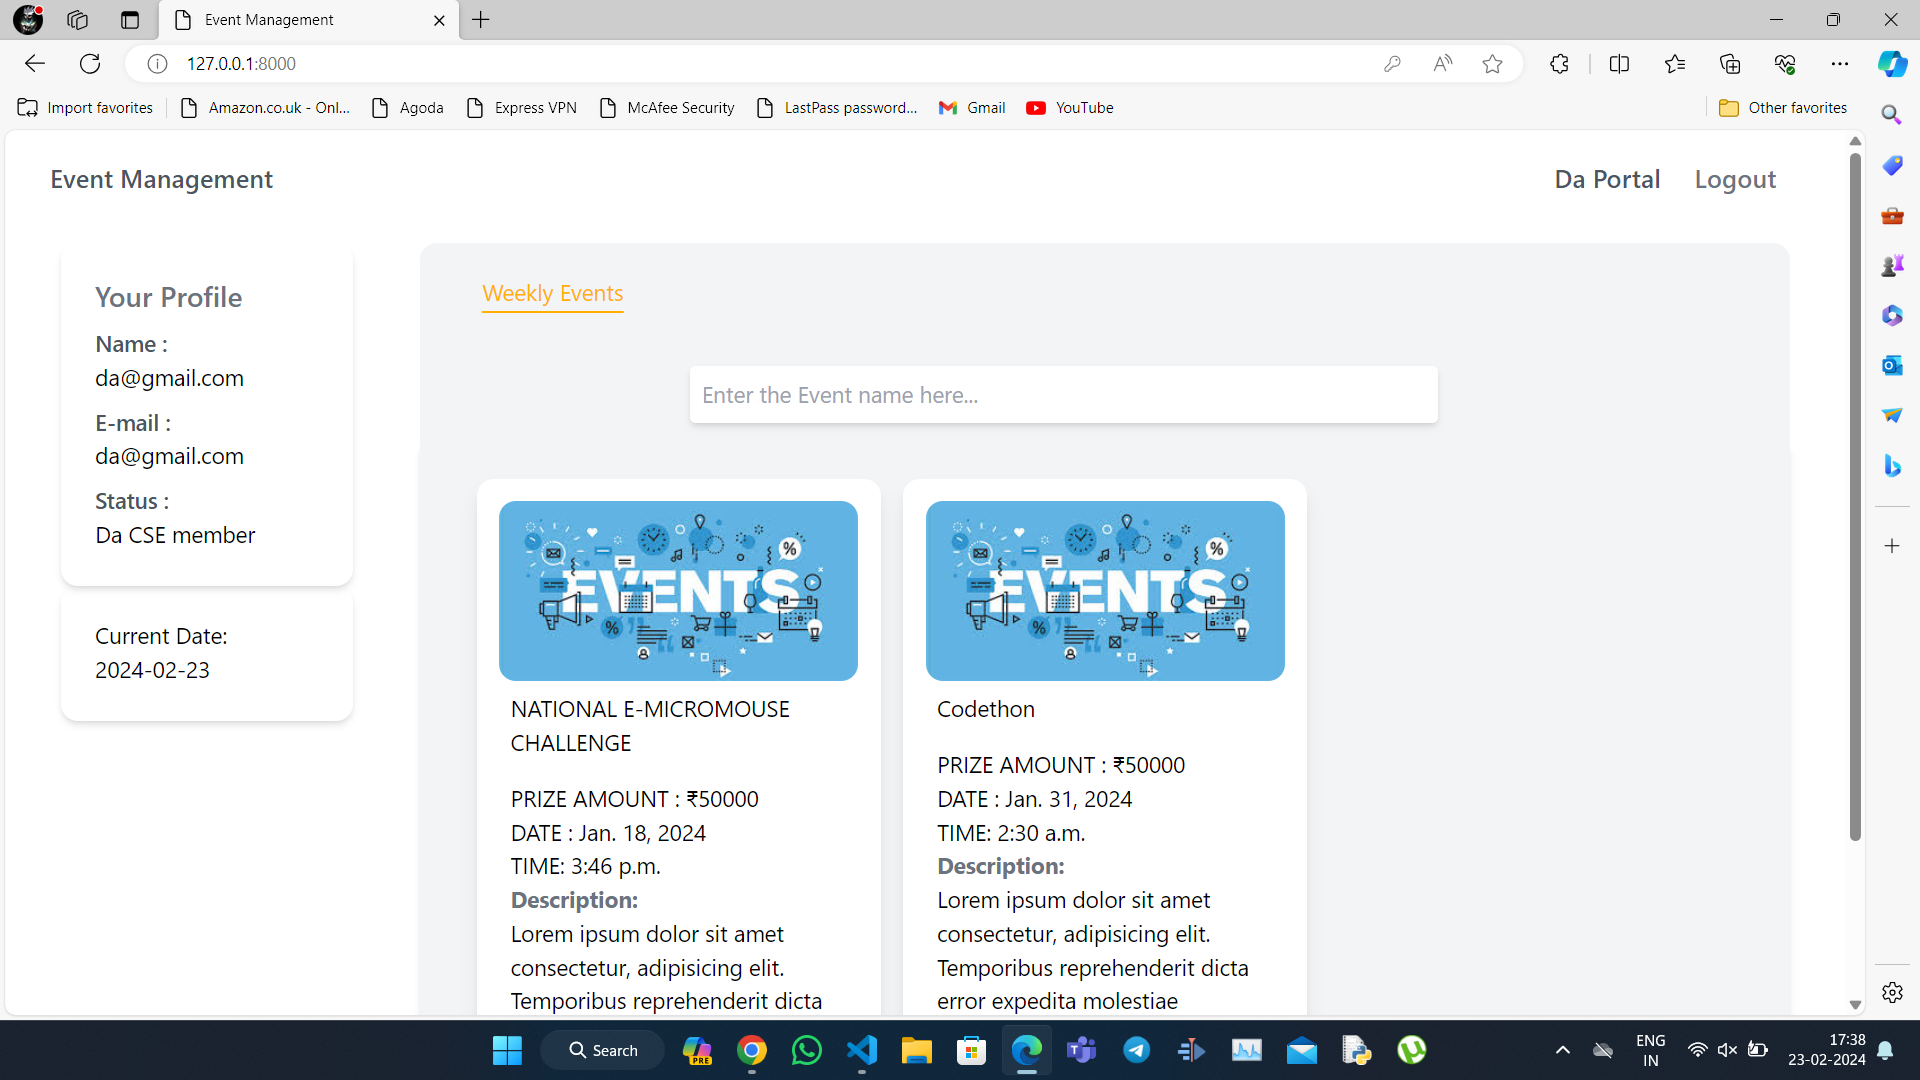 Event Management
127.0.0.1:8000
Import favorites
Amazon.co.uk - Onl...
Agoda
Express VPN
McAfee Security
LastPass password...
Gmail
YouTube
Other favorites
Event Management
Da Portal
Logout
Your Profile
Name :
da@gmail.com
E-mail :
da@gmail.com
Status :
Da CSE member
Current Date:
2024-02-23
Weekly Events
Enter the Event name here...
EVENTS
NATIONAL E-MICROMOUSE
CHALLENGE
PRIZE AMOUNT : ₹50000
DATE : Jan. 18, 2024
TIME: 3:46 p.m.
Description:
Lorem ipsum dolor sit amet
consectetur, adipisicing elit.
Temporibus reprehenderit dicta
EVENTS
Codethon
PRIZE AMOUNT : ₹50000
DATE : Jan. 31, 2024
TIME: 2:30 a.m.
Description:
Lorem ipsum dolor sit amet
consectetur, adipisicing elit.
Temporibus reprehenderit dicta
error expedita molestiae
Search
PRE
ENG
IN
17:38
23-02-2024